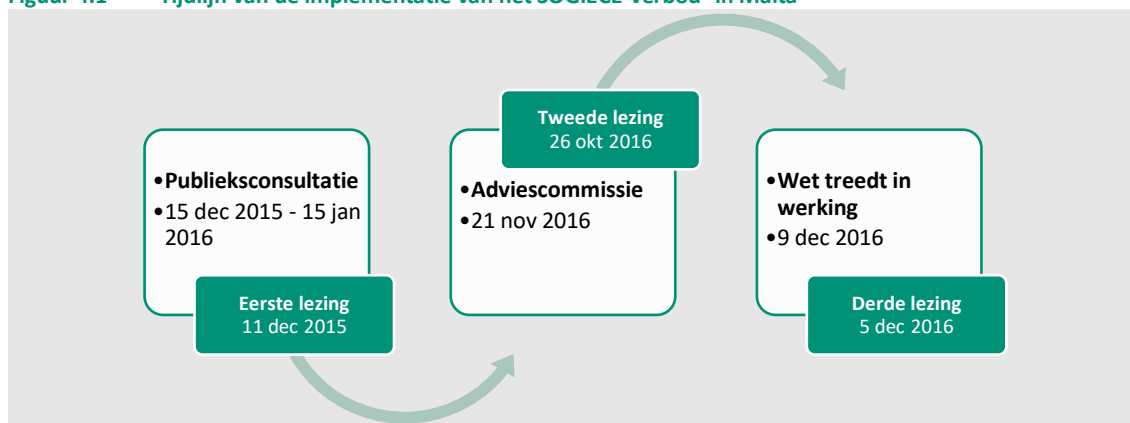 •Publieksconsultatie
•15 dec 2015 - 15 jan
2016
Eerste lezing
11 dec 2015
Tweede lezing
26 okt 2016
•Adviescommissie
•21 nov 2016
•Wet treedt in
werking
•9 dec 2016
Derde lezing
5 dec 2016